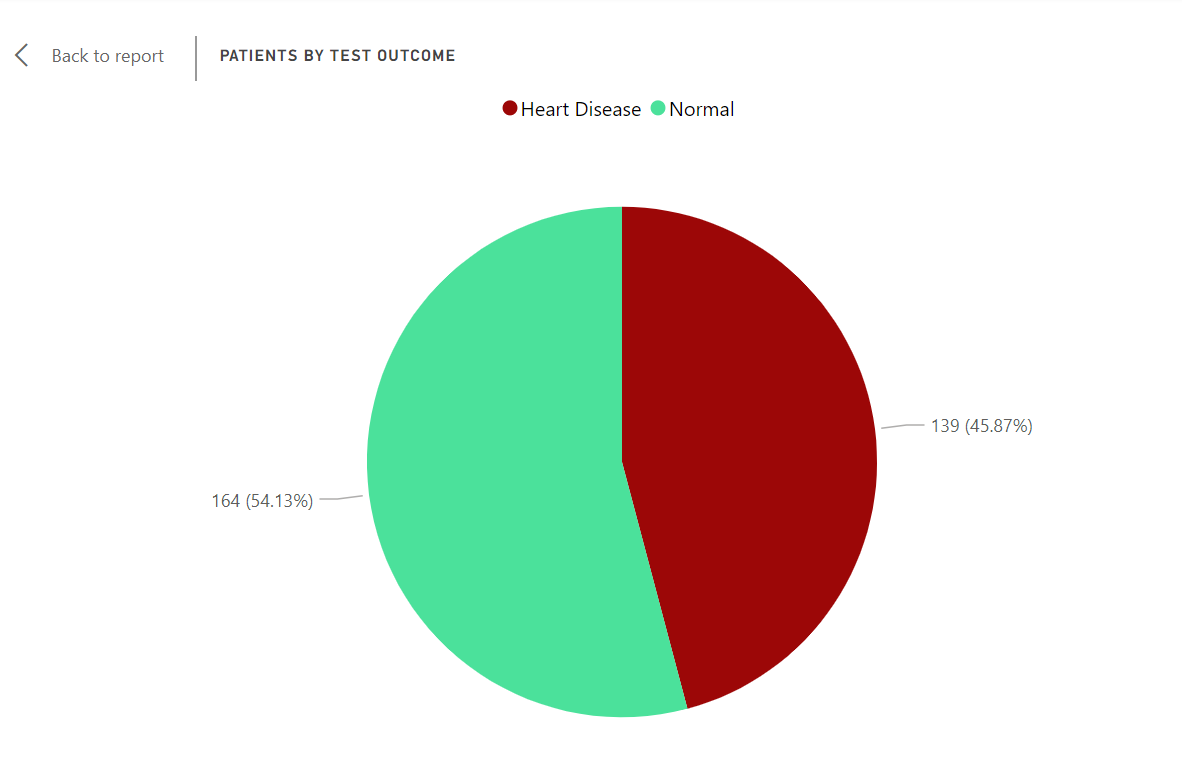 Back to report
PATIENTS BY TEST OUTCOME
Heart Disease Normal
139 (45.87%)
164 (54.13%)